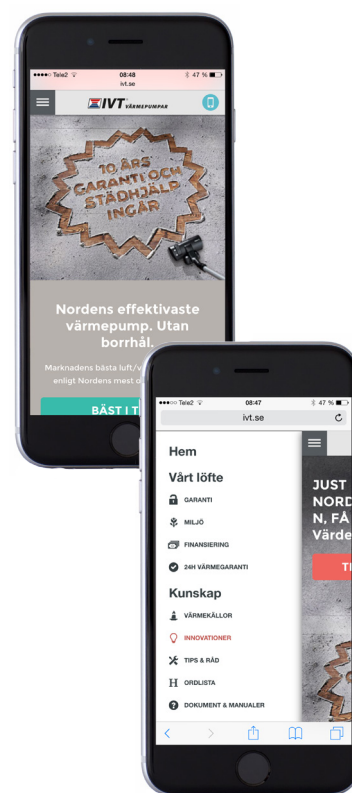 Tele2 08:48 47 %
ivt.se
IVT VÄRMEPUMPAR
10 ÅRS
GARANTI OCH
STÄDHJÄLP
INGÅR
Nordens effektivaste
värmepump. Utan
borrhål.
Marknadens bästa
enligt Nordens mest
BÄST I
Tele2 08:47 47 %
ivt.se
Hem
Vårt löfte
GARANTI
MILJÖ
FINANSIERING
24H VÄRMEGARANTI
Kunskap
VÄRMEKÄLLOR
INNOVATIONER
TIPS & RÅD
H ORDLISTA
DOKUMENT & MANUALER
JUST
NORD
N, FÅ
Värde